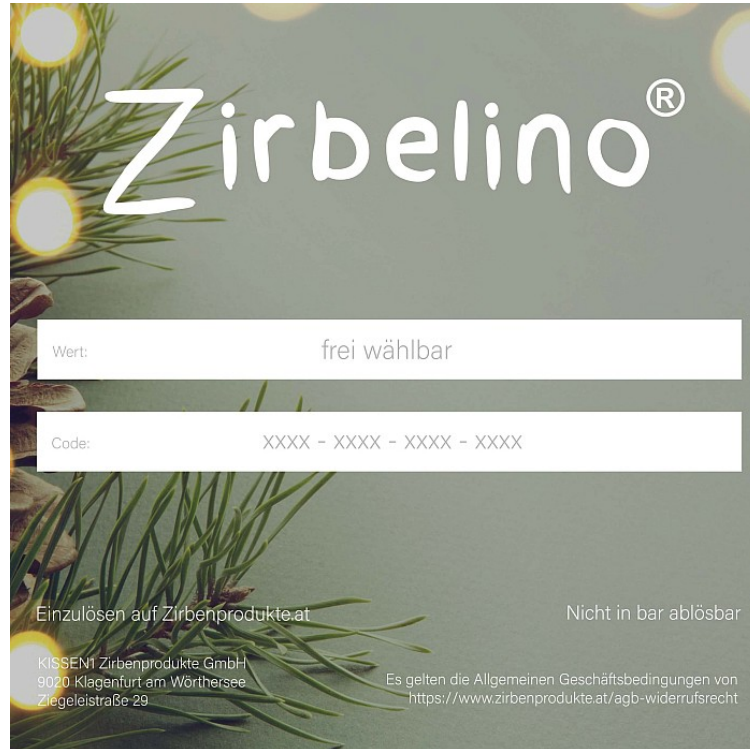 Zirbelino®
Wert: frei wählbar
Code: xxxx - xxxx - xxxx - xxxx
Einzulösen auf Zirbenprodukte.at
Nicht in bar ablösbar
KISSEN1 Zirbenprodukte GmbH
9020 Klagenfurt am Wörthersee
Ziegeleistraße 29
Es gelten die Allgemeinen Geschäftsbedingungen von
https://www.zirbenprodukte.at/agb-widerrufsrecht